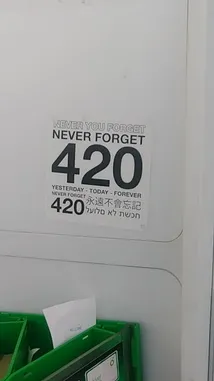 NEVER YOU FORGET
NEVER FORGET
420
YESTERDAY - TODAY - FOREVER
NEVER FORGET
420 永遠不會忘記